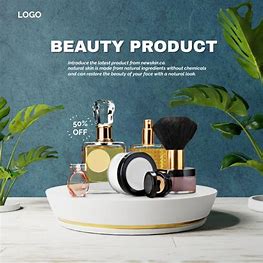 LOGO
BEAUTY PRODUCT
Introduce the latest product from newskin.co
natural skin is made from natural ingredients without chemicals
and can restore the beauty of your face with a natural look.
50%
OFF